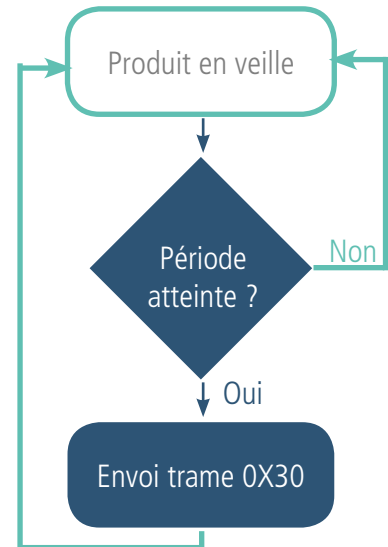 Produit en veille
Période
atteinte ?
Non
Oui
Envoi trame 0X30